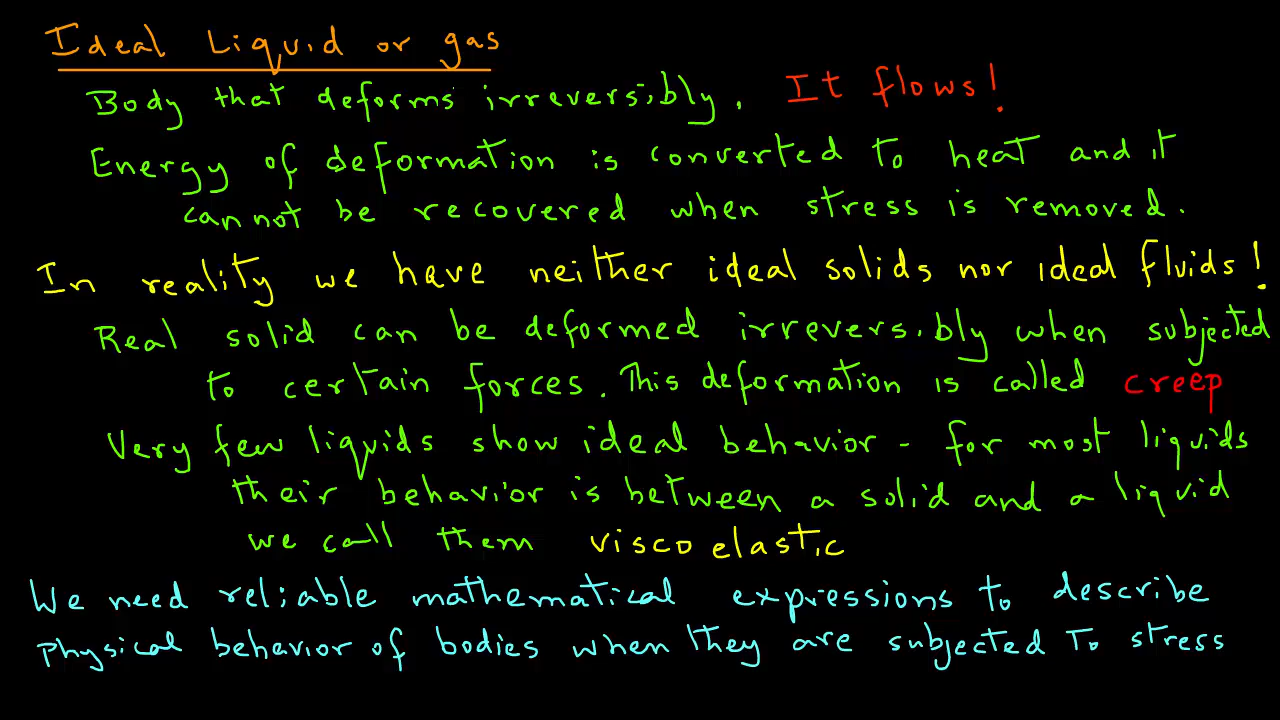 Ideal Liquid or gas
Body that deforms irreversibly. It flows!
Energy of deformation is converted to heat and it
cannot be recovered when stress is removed.
In reality we have neither ideal solids nor ideal fluids!
Real solid can be deformed irreversibly when subjected
to certain forces. This deformation is called creep
Very few liquids show ideal behavior - for most liquids
their behavior is between a solid and a liquid
we call them viscoelastic
We need reliable mathematical expressions to describe
physical behavior of bodies when they are subjected to stress